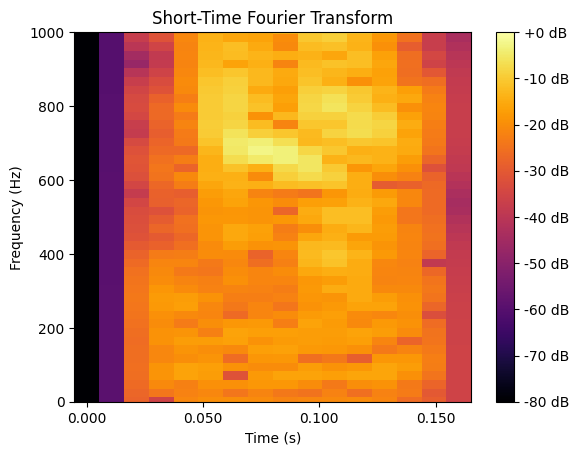 Short-Time Fourier Transform
1000
800
600
400
200
0
Frequency (Hz)
0.000
0.050
0.100
0.150
Time (s)
+0 dB
-10 dB
-20 dB
-30 dB
-40 dB
-50 dB
-60 dB
-70 dB
-80 dB